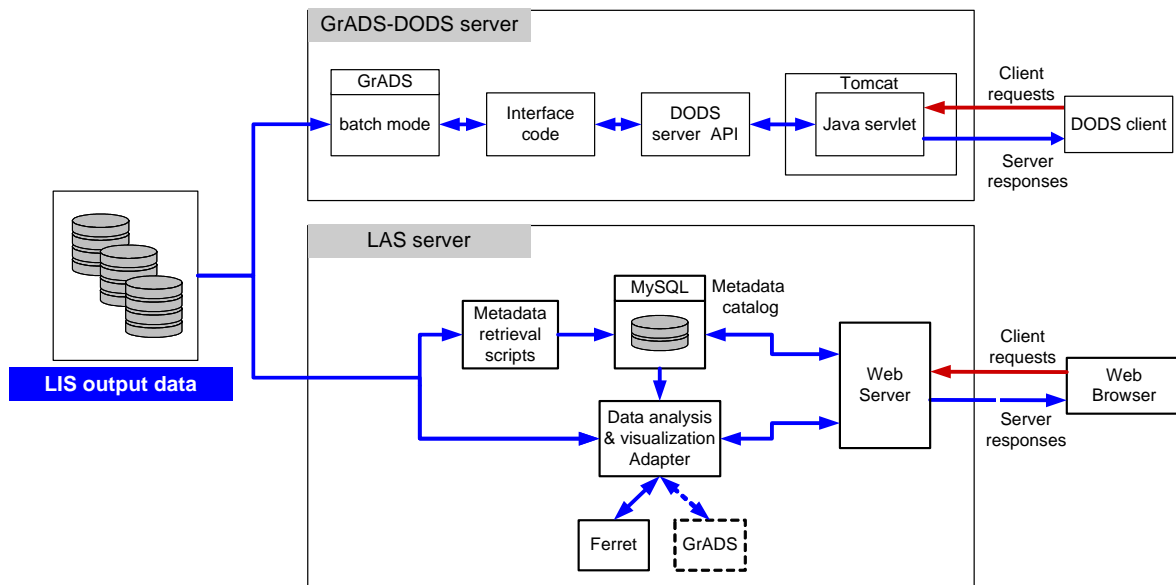 GrADS-DODS server
GrADS
batch mode
Interface
code
DODS
server API
Tomcat
Java servlet
Client
requests
DODS client
Server
responses
LIS output data
LAS server
Metadata
retrieval
scripts
MySQL
Metadata
catalog
Data analysis
& visualization
Adapter
Ferret
GrADS
Web
Server
Client
requests
Web
Browser
Server
responses